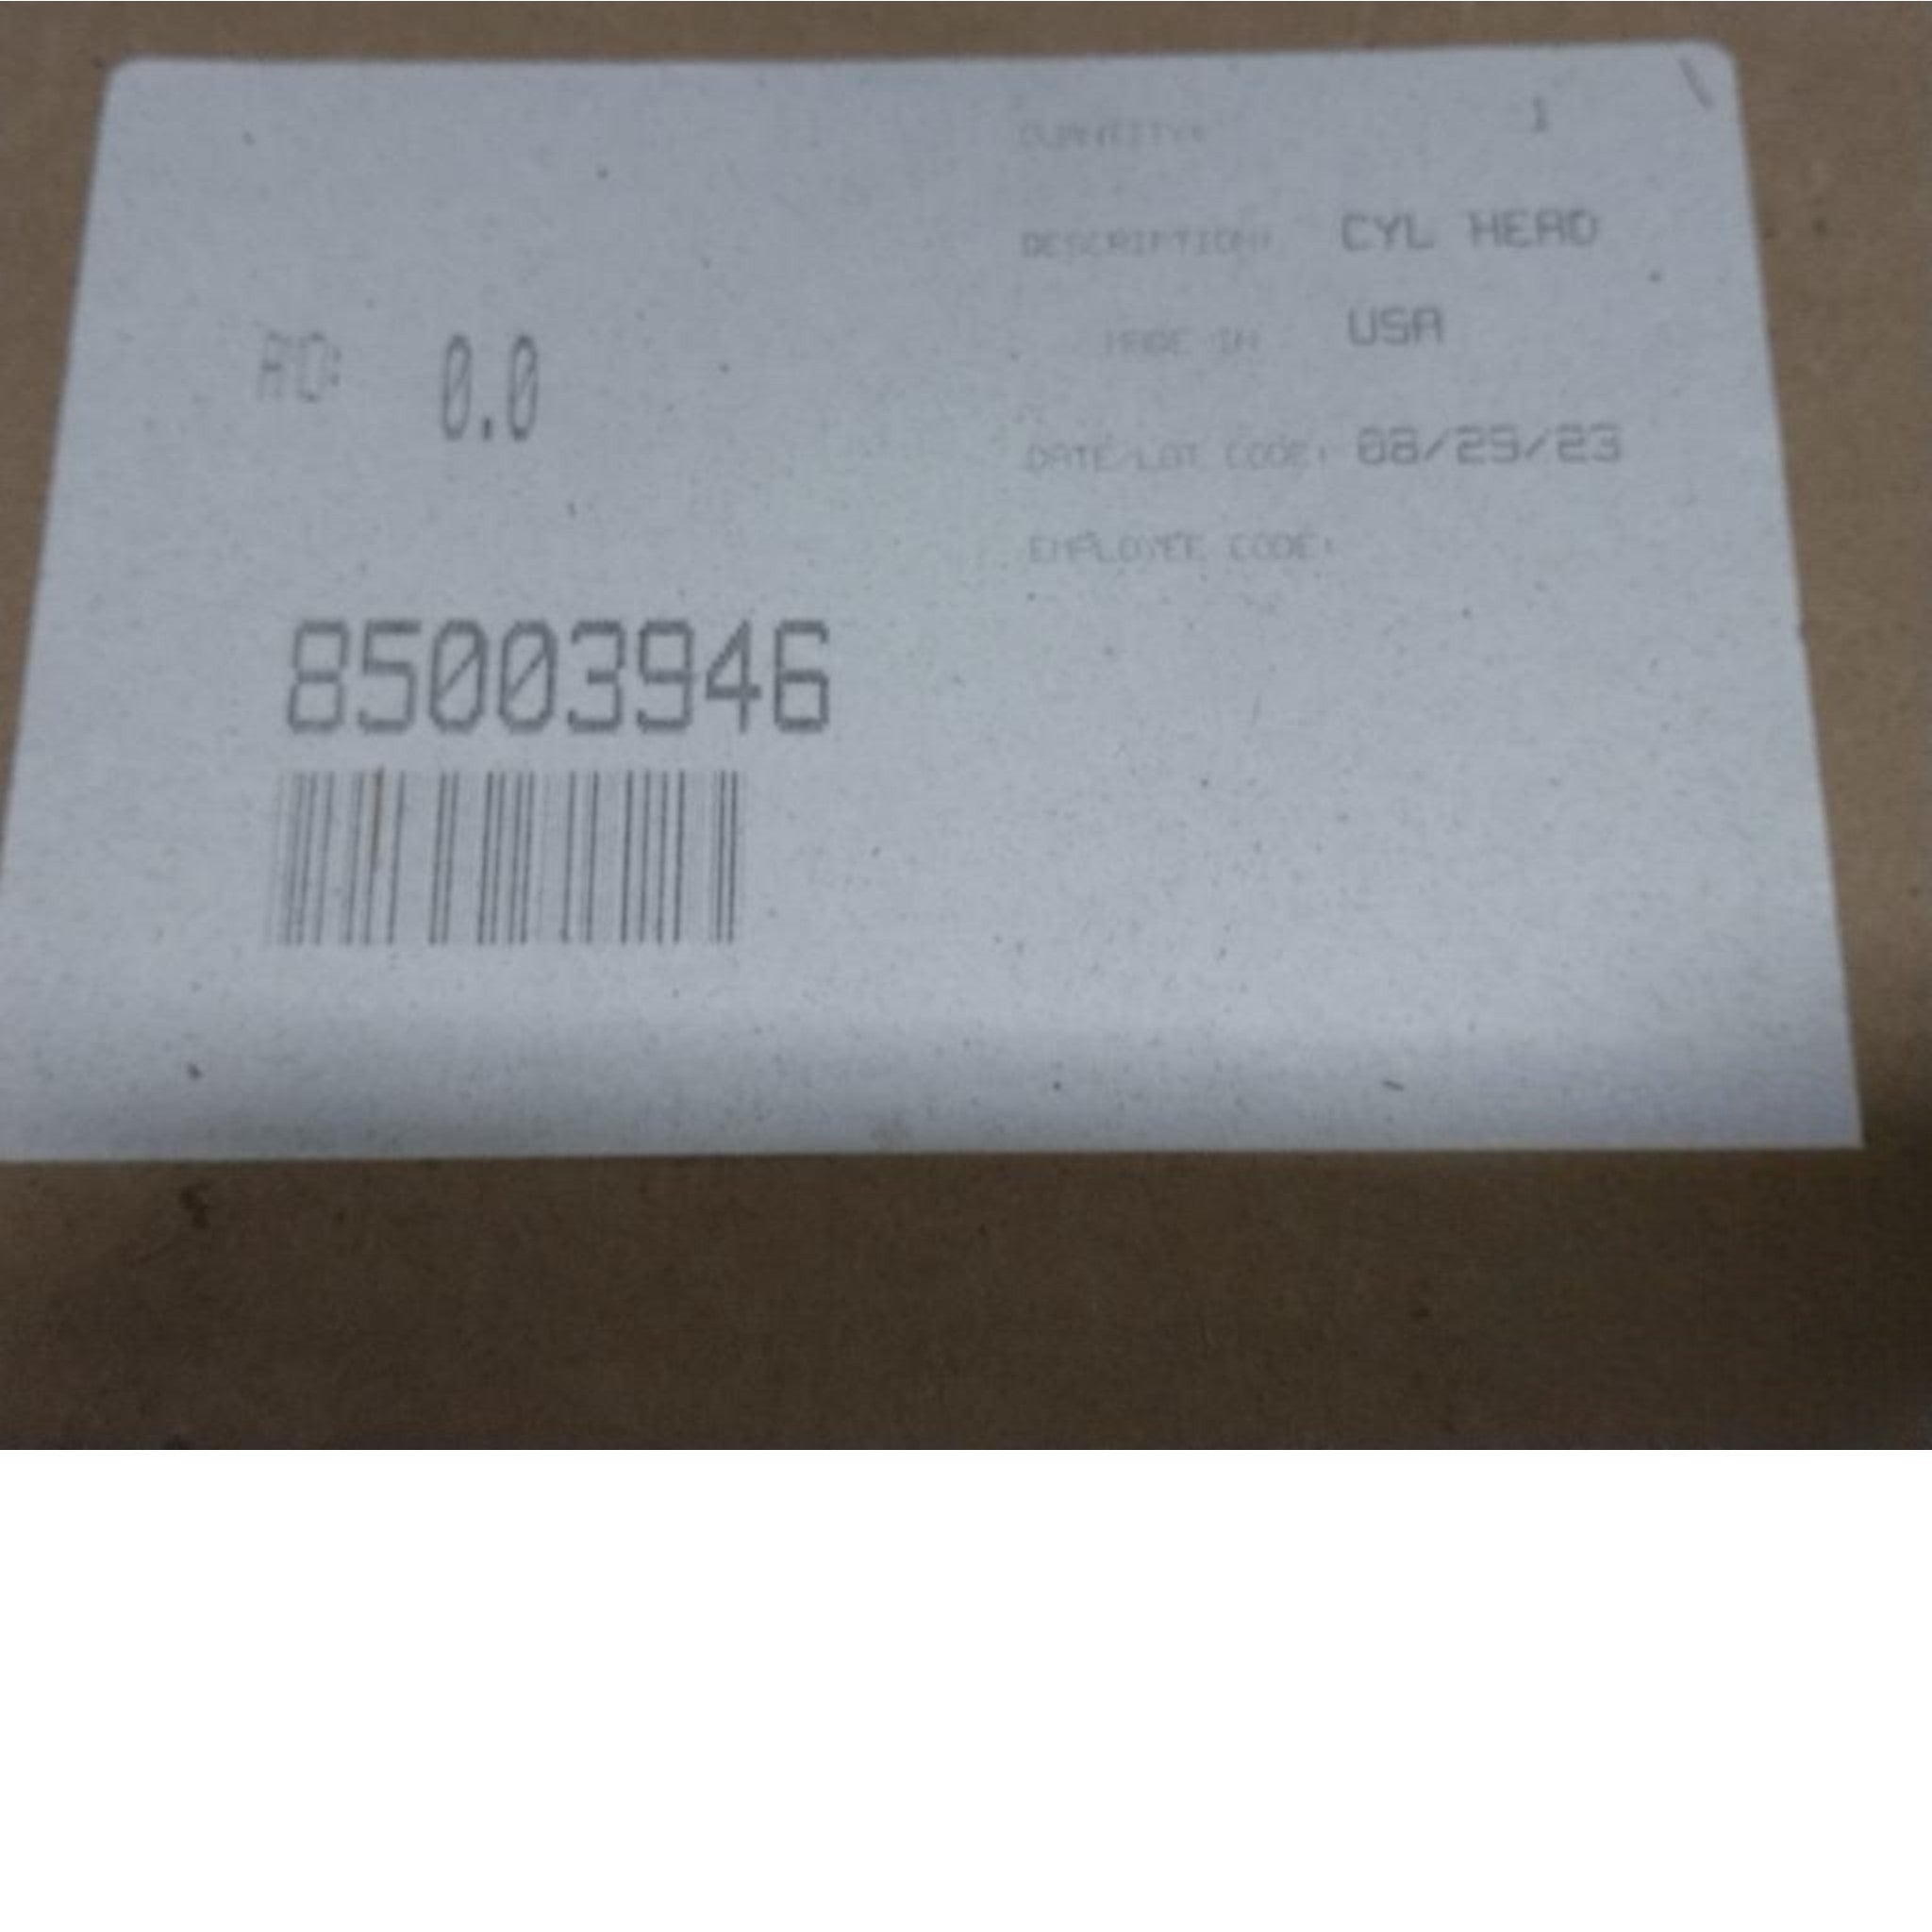 QUANTITY: 1
DESCRIPTION: CYL HEAD
MADE IN USA
0.0
DATE/LOT CODE: 08/25/23
EMPLOYEE CODE:
85003946